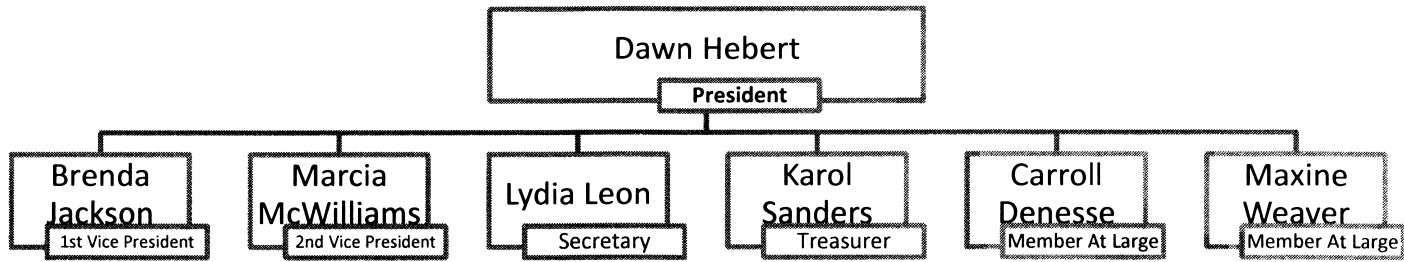 Dawn Hebert
President
Brenda
Jackson
1st Vice President
Marcia
McWilliams
2nd Vice President
Lydia Leon
Secretary
Karol
Sanders
Treasurer
Carroll
Denesse
Member At Large
Maxine
Weaver
Member At Large